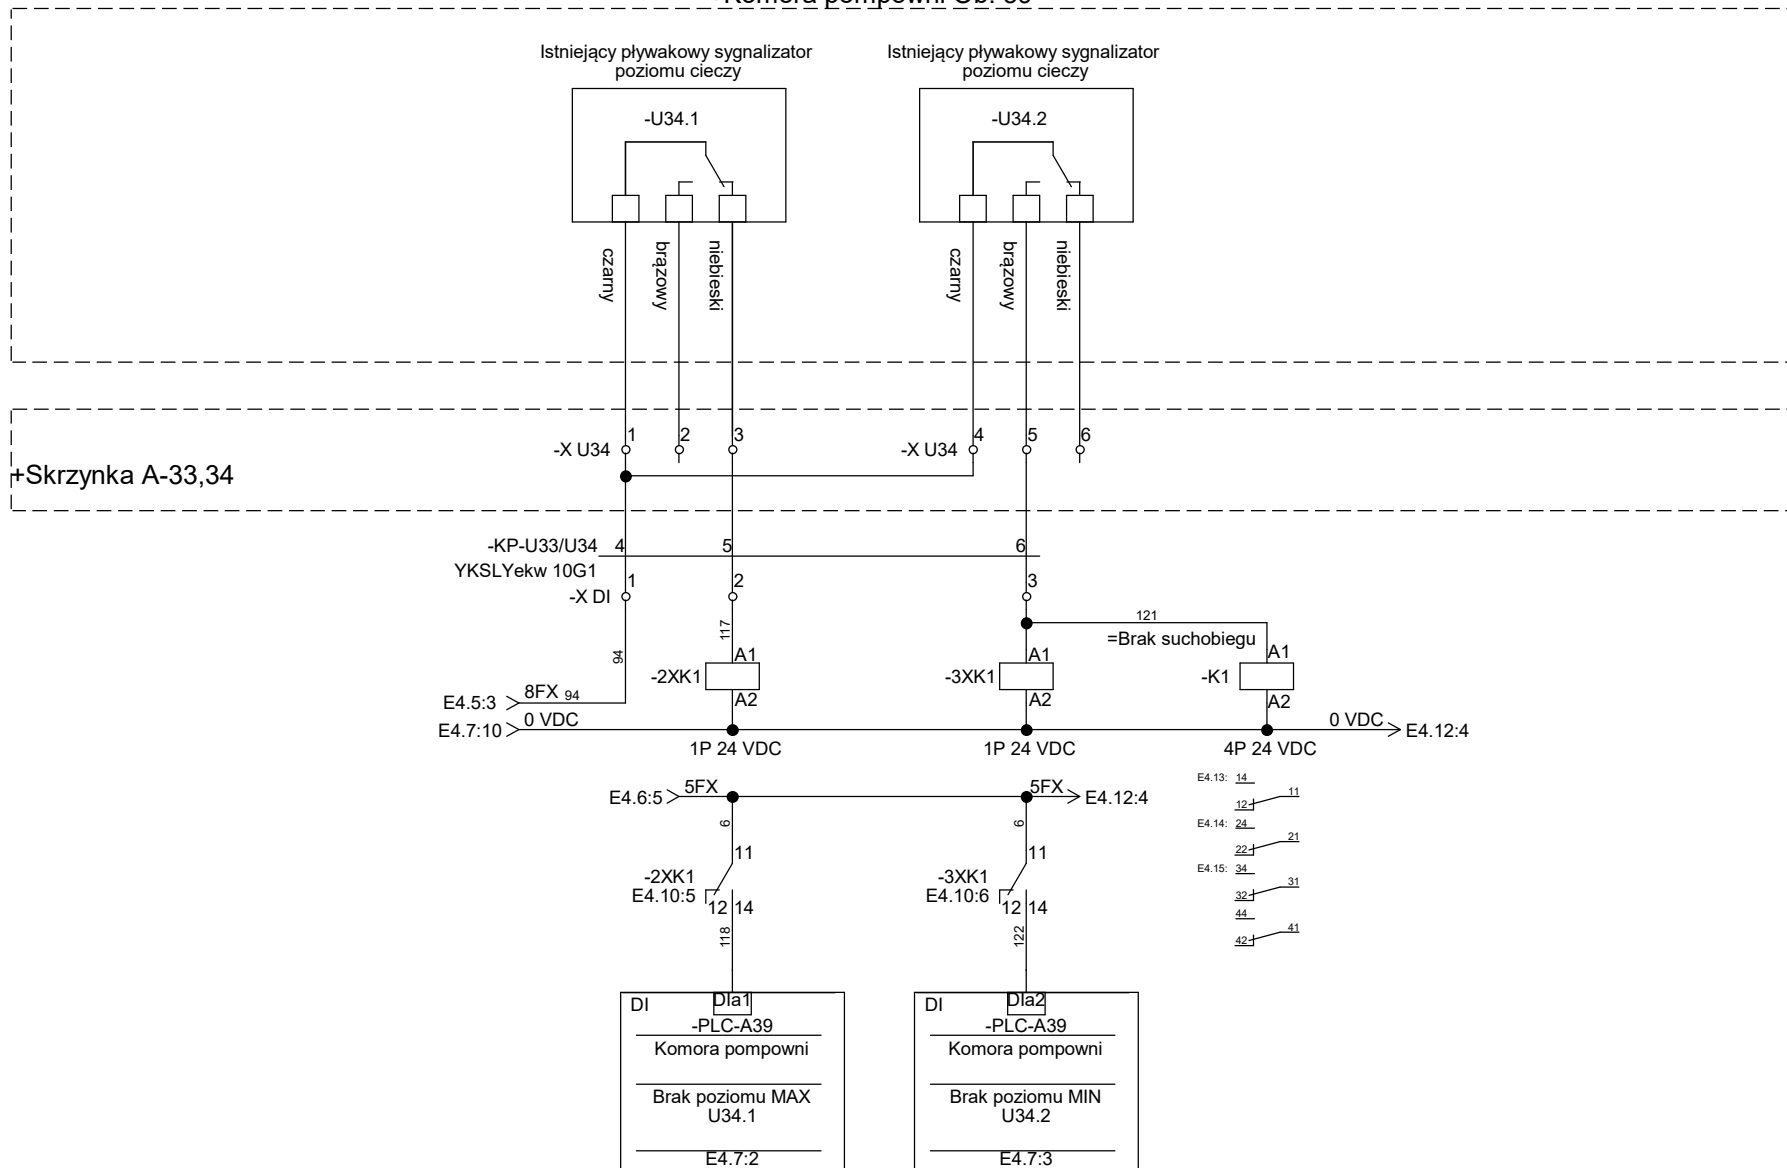 Istniejący pływakowy sygnalizator
poziomu cieczy
Istniejący pływakowy sygnalizator
poziomu cieczy
-U34.1
-U34.2
czarny
brązowy
niebieski
czarny
brązowy
niebieski
-X U34
1
2
3
-X U34
4
5
6
+Skrzynka A-33,34
-KP-U33/U34
4
5
6
YKSLYekw 10G1
-X DI
1
2
3
121
=Brak suchobiegu
94
117
-2XK1
A1
A2
-3XK1
A1
A2
-K1
A1
A2
E4.5:3
8FX
94
E4.7:10
0 VDC
0 VDC
E4.12:4
1P 24 VDC
1P 24 VDC
4P 24 VDC
E4.6:5
5FX
5FX
E4.12:4
E4.13:
14
12
11
E4.14:
24
22
21
E4.15:
34
32
31
44
42
41
6
6
11
-2XK1
E4.10:5
12
14
11
-3XK1
E4.10:6
12
14
118
122
DI
DIa1
-PLC-A39
Komora pompowni
Brak poziomu MAX
U34.1
E4.7:2
DI
DIa2
-PLC-A39
Komora pompowni
Brak poziomu MIN
U34.2
E4.7:3